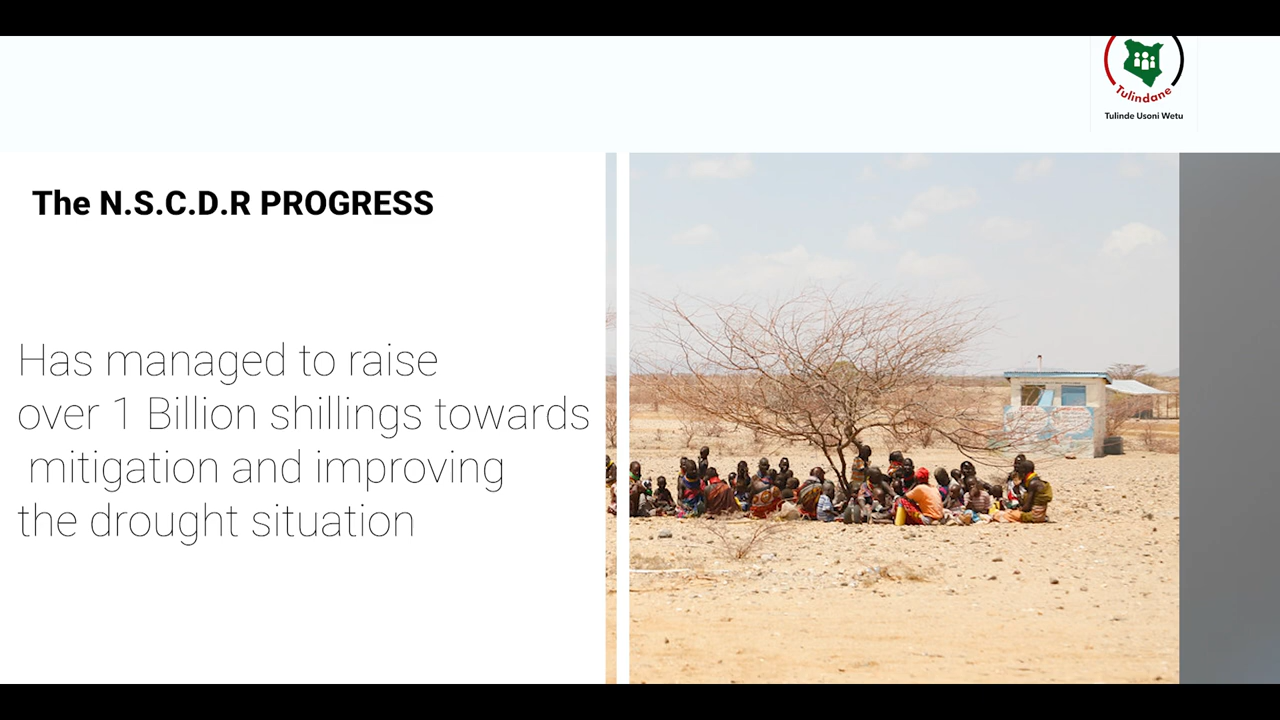 Tulindane
Tulinde Usoni Wetu
The N.S.C.D.R PROGRESS
Has managed to raise
over 1 Billion shillings towards
mitigation and improving
the drought situation